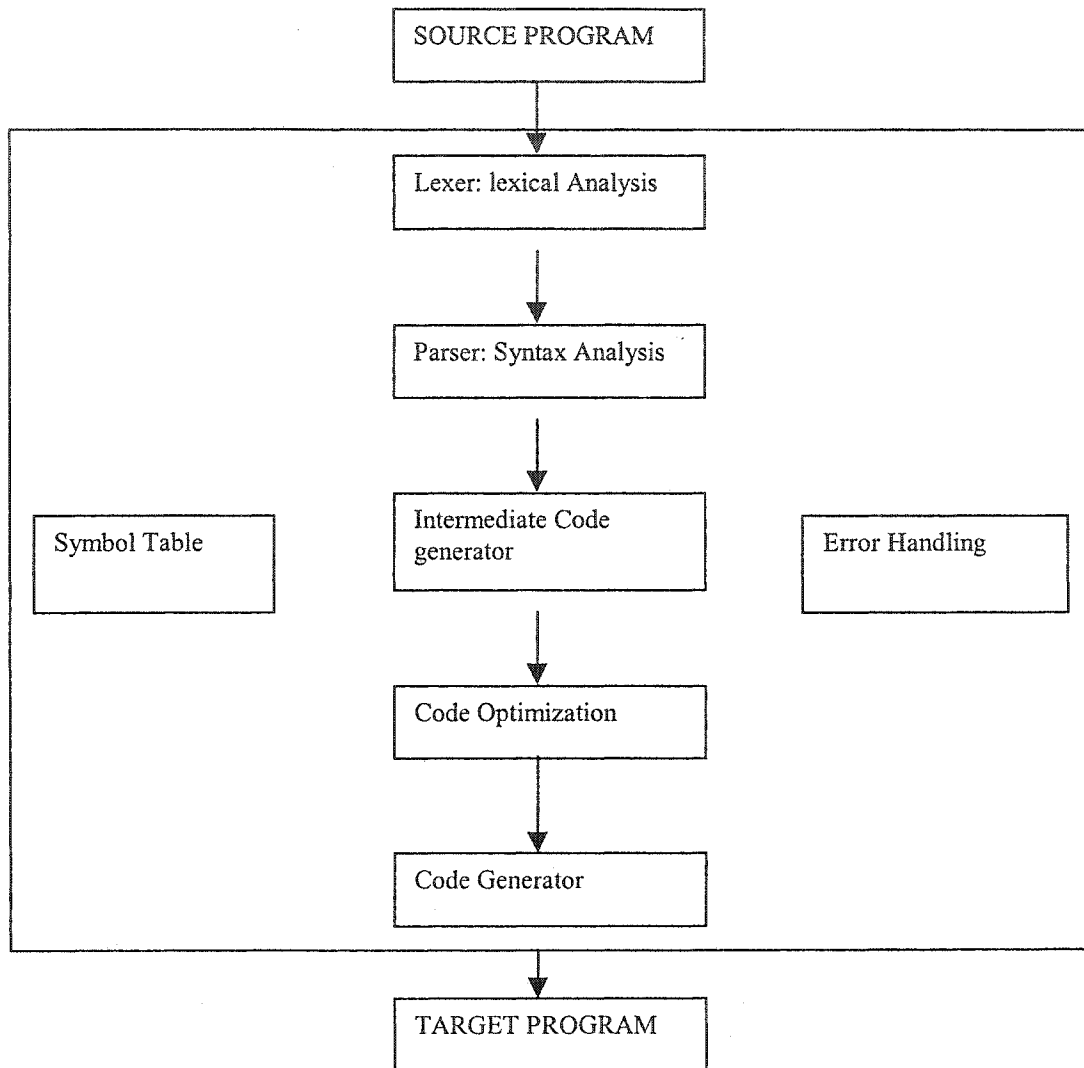 SOURCE PROGRAM
Lexer: lexical Analysis
Parser: Syntax Analysis
Intermediate Code
generator
Symbol Table
Error Handling
Code Optimization
Code Generator
TARGET PROGRAM